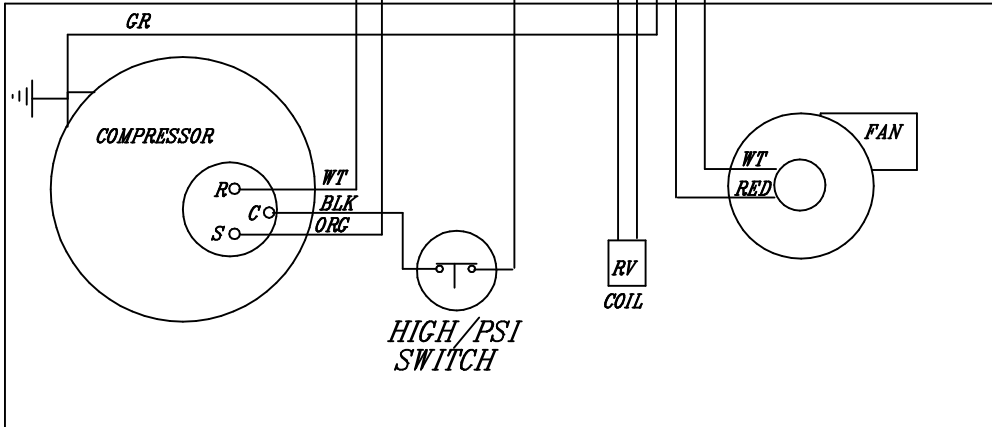 GR
COMPRESSOR
FAN
WT
RED
R
WT
C
BLK
S
ORG
RV
COIL
HIGH/PSI
SWITCH